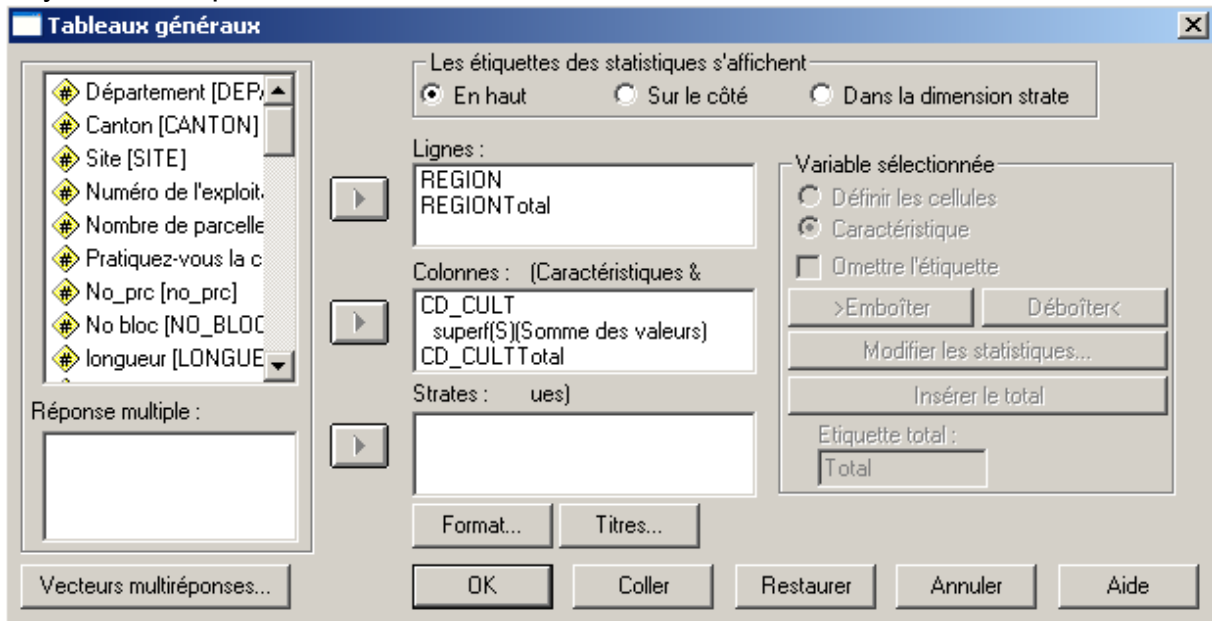 Tableaux généraux
Département [DEP
Canton [CANTON]
Site [SITE]
Numéro de l'exploit
Nombre de parcelle
Pratiquez-vous la c
No_prc [no_prc]
No bloc [NO_BLOC
longueur [LONGUE
Réponse multiple :
Vecteurs multiréponses...
Les étiquettes des statistiques s'affichent
En haut Sur le côté Dans la dimension strate
Lignes :
REGION
REGIONTotal
Colonnes : (Caractéristiques &
CD_CULT
superf(S)(Somme des valeurs)
CD_CULTTotal
Strates : ues)
Format... Titres...
Variable sélectionnée
Définir les cellules
Caractéristique
Omettre l'étiquette
>Emboîter Déboîter<
Modifier les statistiques...
Insérer le total
Etiquette total :
Total
OK Coller Restaurer Annuler Aide